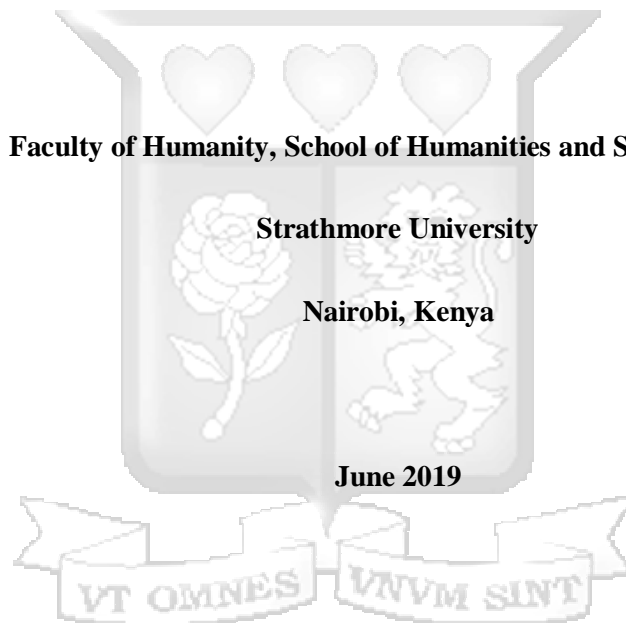 Faculty of Humanity, School of Humanities and S
Strathmore University
Nairobi, Kenya
June 2019
VT OMNES VNVM SINT